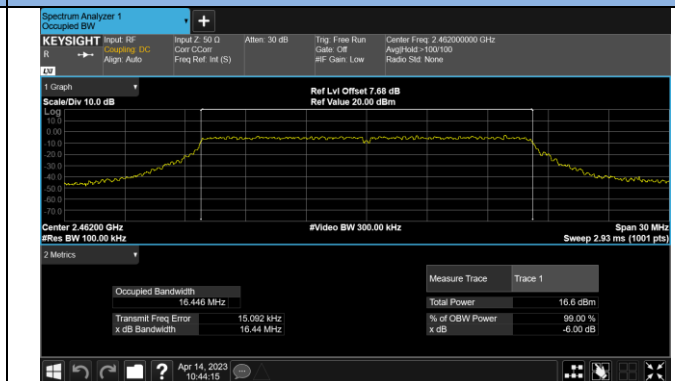 Spectrum Analyzer 1
Occupied BW
+
KEYSIGHT Input: RF Input Z: 50 Ω Atten: 30 dB Trig: Free Run Center Freq: 2.462000000 GHz
R Coupling: DC Corr CCorr Gate: Off Avg|Hold:>100/100
Align: Auto Freq Ref: Int (S) #IF Gain: Low Radio Std: None
LXI
1 Graph Ref Lvl Offset 7.68 dB
Scale/Div 10.0 dB Ref Value 20.00 dBm
Log
10.0
0.00
-10.0
-20.0
-30.0
-40.0
-50.0
-60.0
-70.0
Center 2.46200 GHz #Video BW 300.00 kHz Span 30 MHz
#Res BW 100.00 kHz Sweep 2.93 ms (1001 pts)
2 Metrics
Measure Trace Trace 1
Occupied Bandwidth
16.446 MHz Total Power 16.6 dBm
Transmit Freq Error 15.092 kHz % of OBW Power 99.00 %
x dB Bandwidth 16.44 MHz x dB -6.00 dB
? Apr 14, 2023
10:44:15